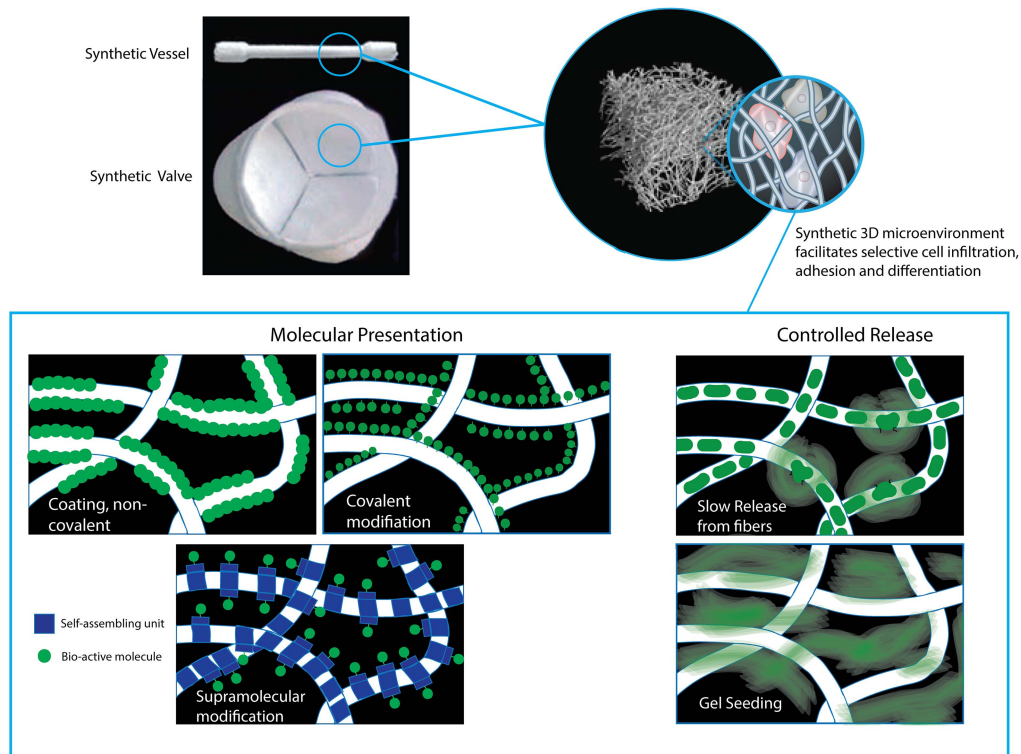 Synthetic Vessel
Synthetic Valve
Synthetic 3D microenvironment
facilitates selective cell infiltration,
adhesion and differentiation
Molecular Presentation
Controlled Release
Coating, non-
covalent
Covalent
modifiation
Slow Release
from fibers
Self-assembling unit
Bio-active molecule
Supramolecular
modification
Gel Seeding